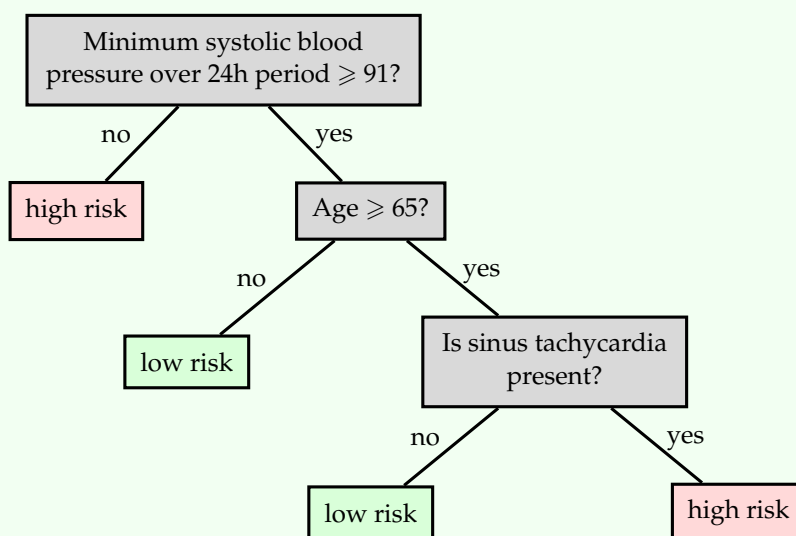 Minimum systolic blood
pressure over 24h period ⩾ 91?
no
yes
high risk
Age ⩾ 65?
no
yes
low risk
Is sinus tachycardia
present?
no
yes
low risk
high risk